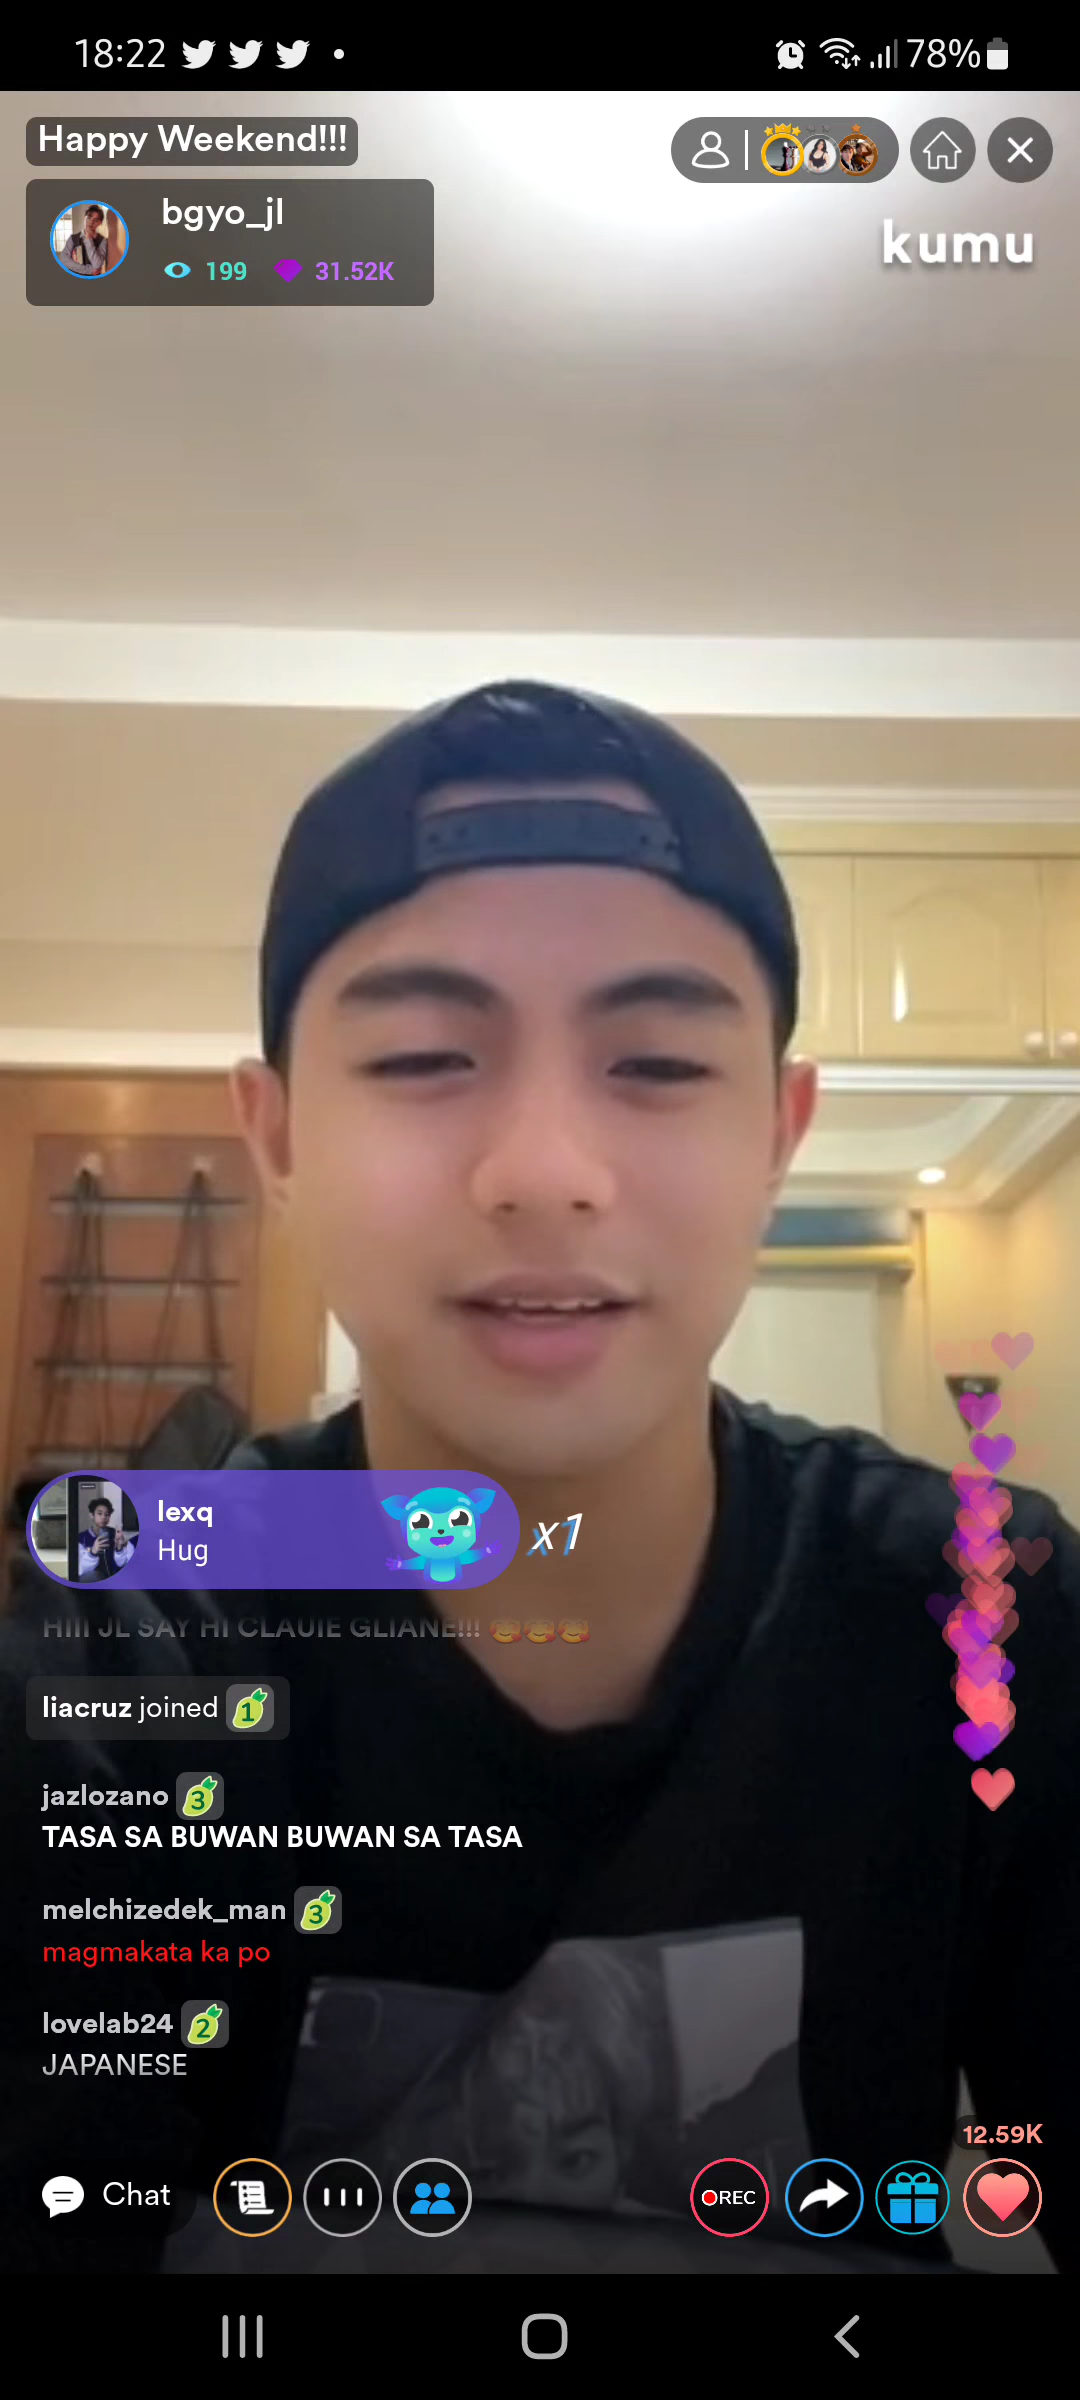 18:22
78%
Happy Weekend!!!
bgyo_jl
199 31.52K
kumu
lexq
Hug
x1
HIII JL SAY HI CLAUIE GLIANE!!! 🥰🥰🥰
liacruz joined 1
jazlozano 3
TASA SA BUWAN BUWAN SA TASA
melchizedek_man 3
magmakata ka po
lovelab24 2
JAPANESE
12.59K
Chat
REC